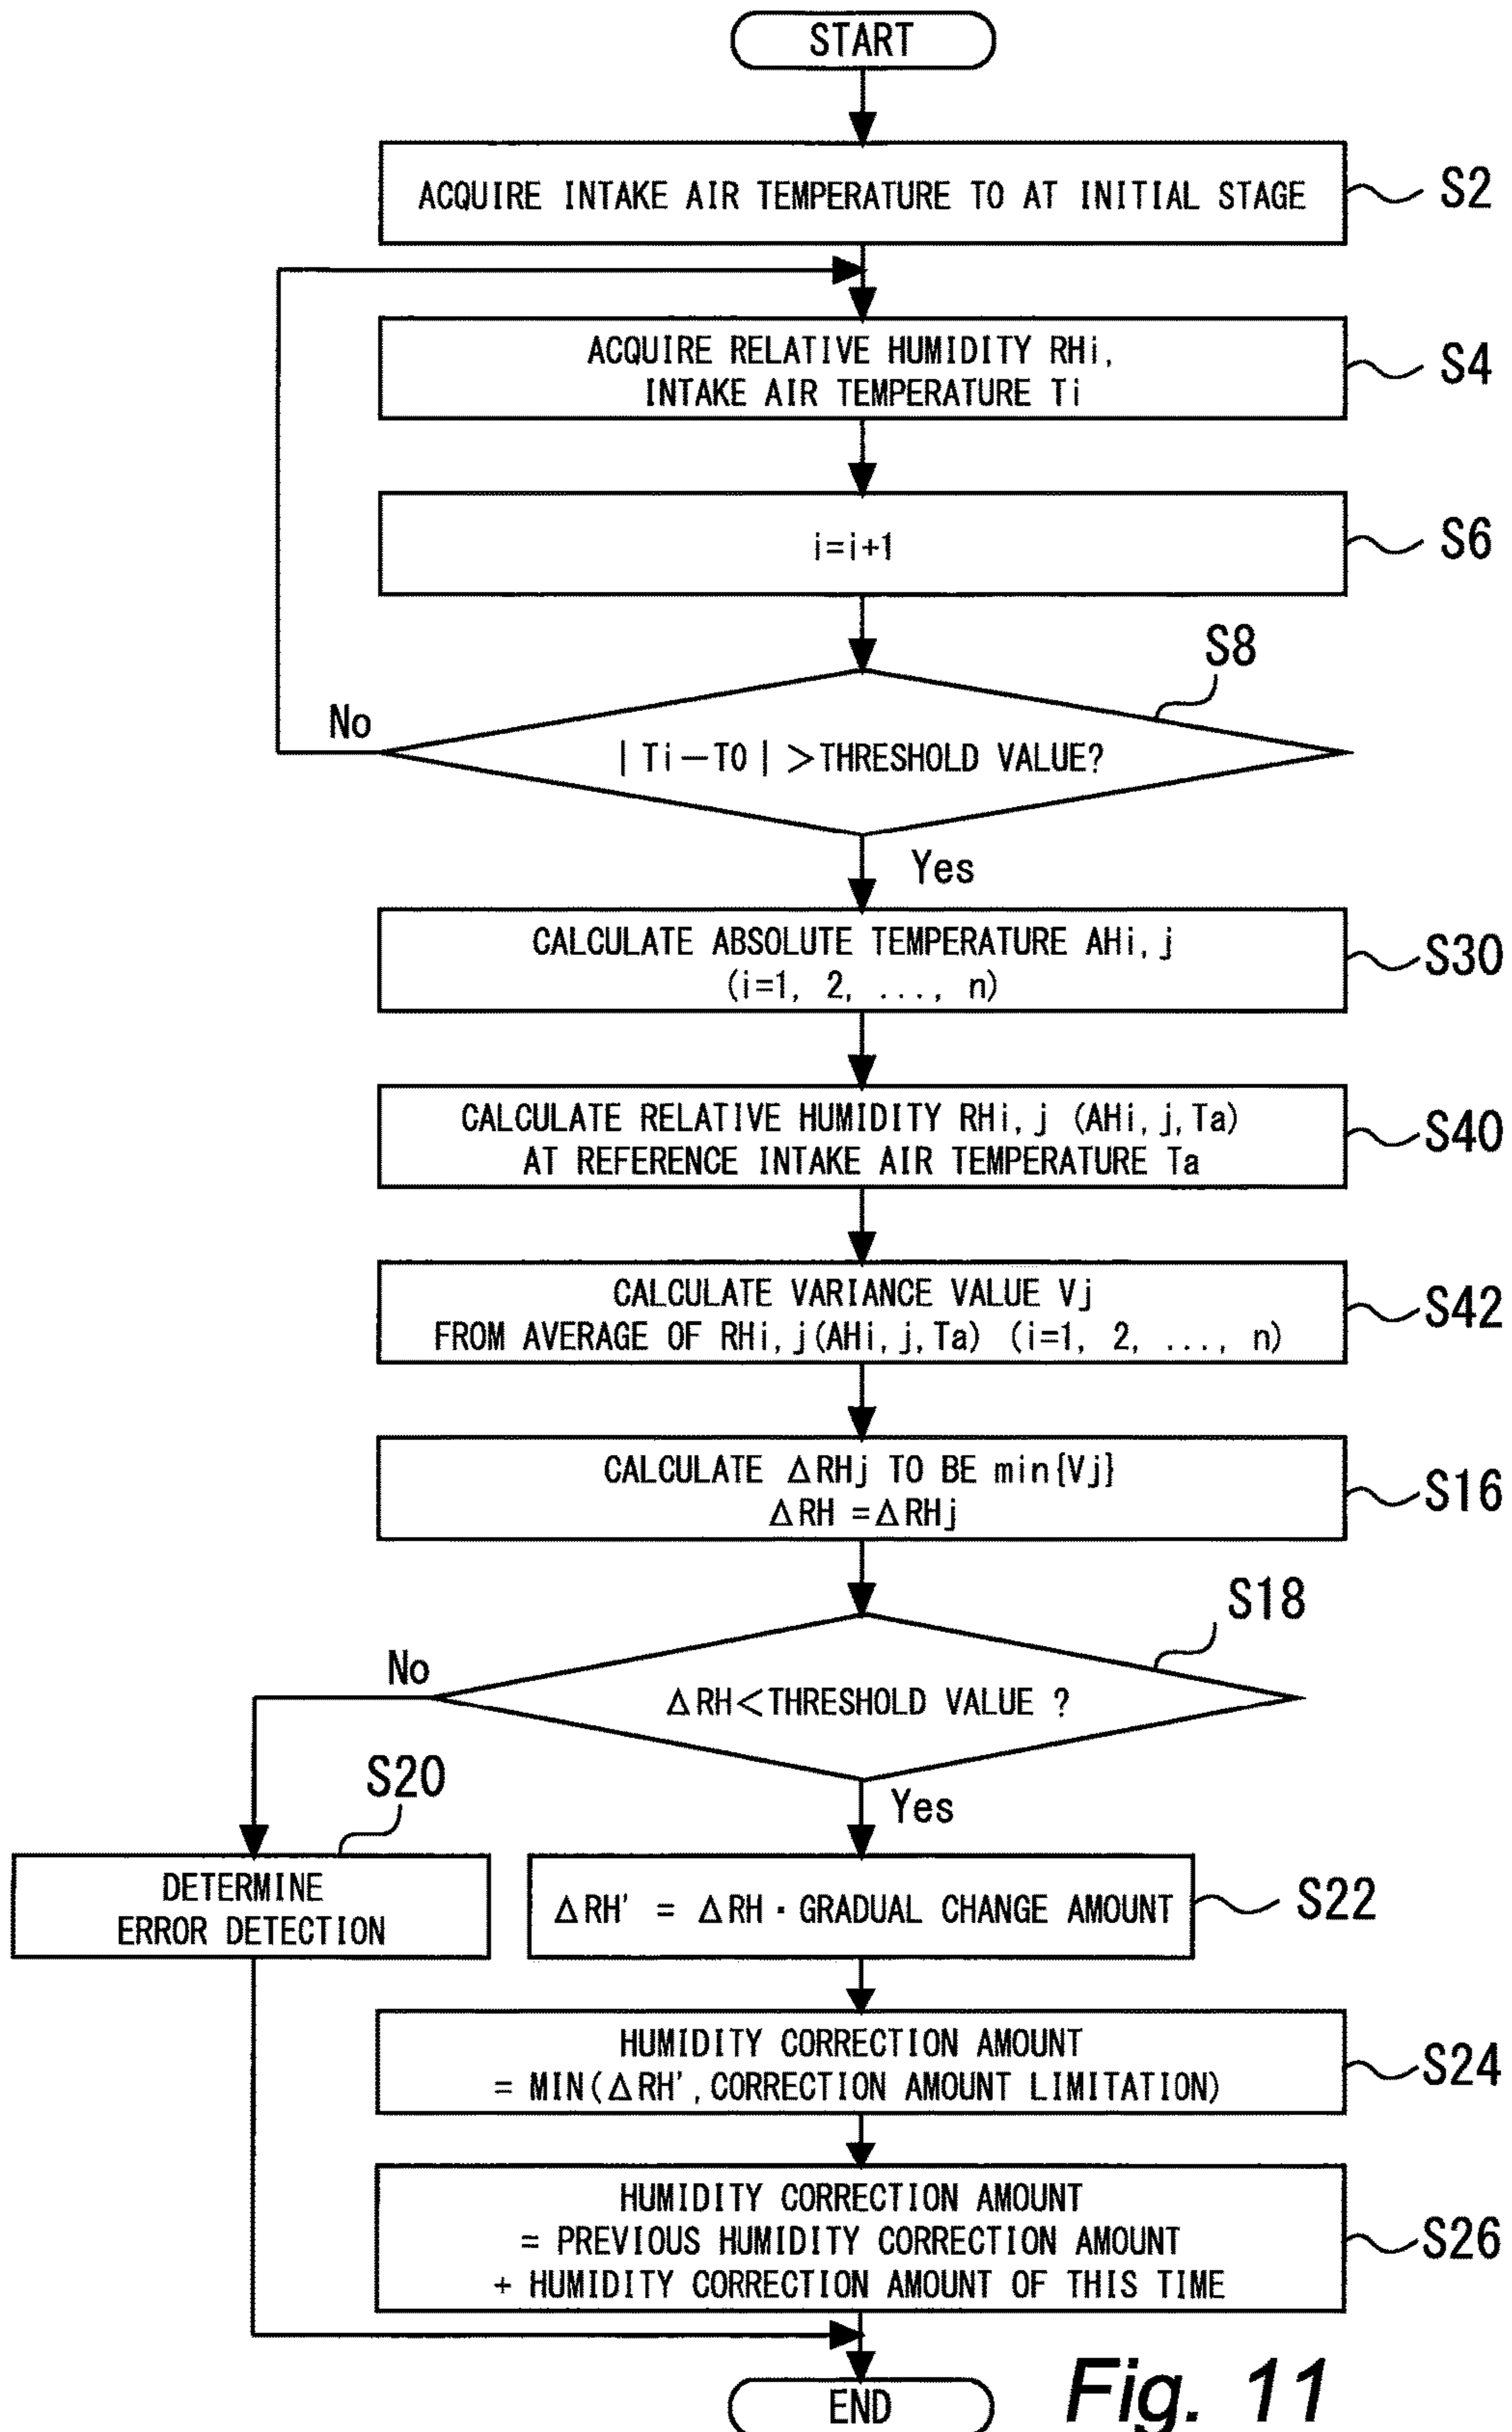 START
ACQUIRE INTAKE AIR TEMPERATURE T0 AT INITIAL STAGE
S2
ACQUIRE RELATIVE HUMIDITY RHi,
INTAKE AIR TEMPERATURE Ti
S4
i=i+1
S6
S8
No
|Ti-T0|>THRESHOLD VALUE?
Yes
CALCULATE ABSOLUTE TEMPERATURE AHi, j
(i=1, 2, ..., n)
S30
CALCULATE RELATIVE HUMIDITY RHi, j (AHi, j, Ta)
AT REFERENCE INTAKE AIR TEMPERATURE Ta
S40
CALCULATE VARIANCE VALUE Vj
FROM AVERAGE OF RHi, j(AHi, j, Ta) (i=1, 2, ..., n)
S42
CALCULATE ΔRHj TO BE min{Vj}
ΔRH =ΔRHj
S16
S18
No
ΔRH<THRESHOLD VALUE ?
Yes
S20
DETERMINE
ERROR DETECTION
ΔRH' = ΔRH・GRADUAL CHANGE AMOUNT
S22
HUMIDITY CORRECTION AMOUNT
= MIN(ΔRH', CORRECTION AMOUNT LIMITATION)
S24
HUMIDITY CORRECTION AMOUNT
= PREVIOUS HUMIDITY CORRECTION AMOUNT
+ HUMIDITY CORRECTION AMOUNT OF THIS TIME
S26
END
Fig. 11